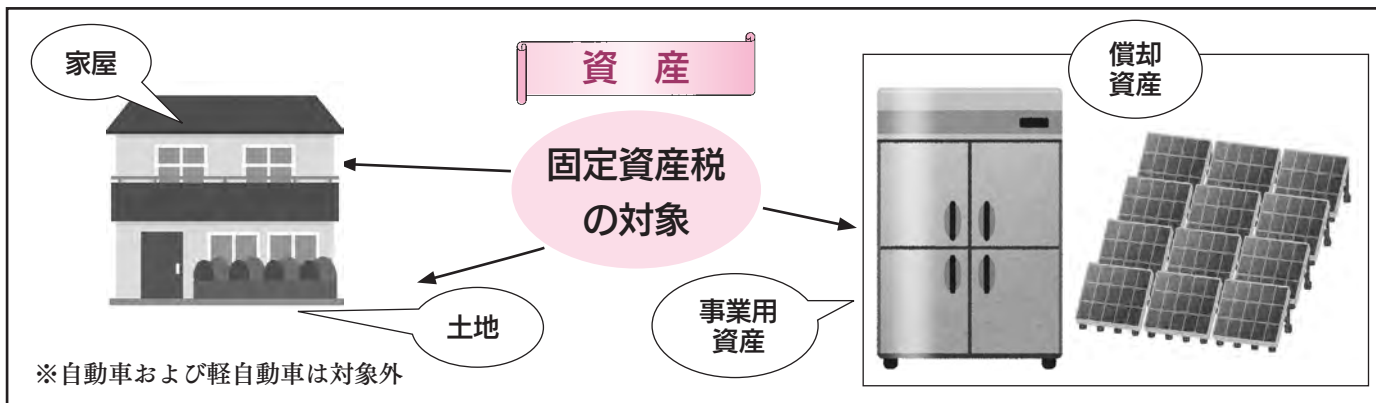 資　産
家屋
償却
資産
固定資産税
の対象
土地
事業用
資産
※自動車および軽自動車は対象外